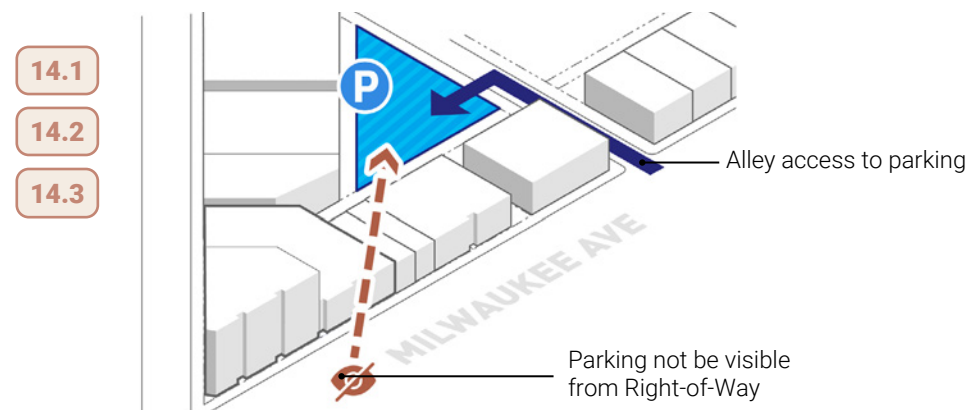 14.1
14.2
14.3
P
Alley access to parking
MILWAUKEE AVE
Parking not be visible
from Right-of-Way